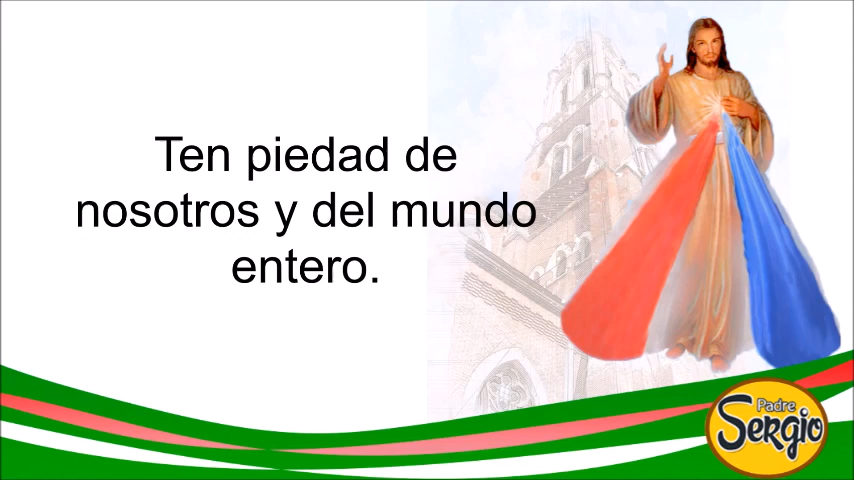 Ten piedad de
nosotros y del mundo
entero.
Padre
Sergio